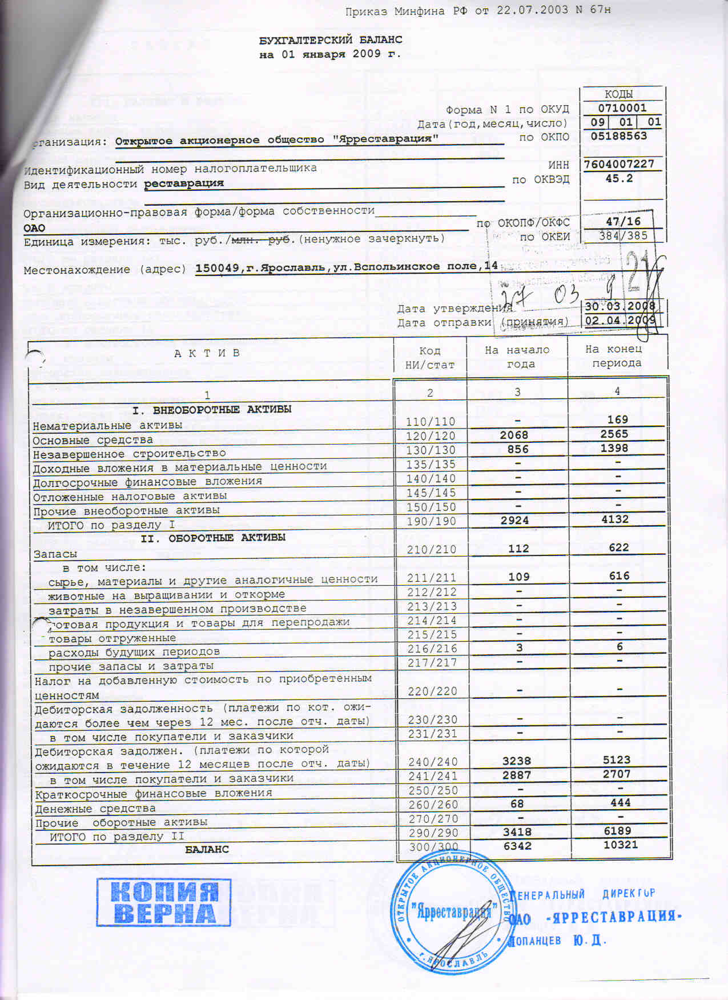 Приказ Минфина РФ от 22.07.2003 N 67н
БУХГАЛТЕРСКИЙ БАЛАНС
на 01 января 2009 г.
КОДЫ
Форма N 1 по ОКУД 0710001
Дата(год,месяц,число) 09 01 01
рганизация: Открытое акционерное общество "Ярреставрация" по ОКПО 05188563
Идентификационный номер налогоплательщика ИНН 7604007227
Вид деятельности реставрация по ОКВЭД 45.2
Организационно-правовая форма/форма собственности
ОАО по ОКОПФ/ОКФС 47/16
Единица измерения: тыс. руб./млн. руб.(ненужное зачеркнуть) по ОКЕИ 384/385
Местонахождение (адрес) 150049,г.Ярославль,ул.Вспольинское поле,14
21
27 03 9
Дата утверждения 30.03.2008
Дата отправки (принятия) 02.04.2009
А К Т И В Код НИ/стат На начало года На конец периода
1 2 3 4
I. ВНЕОБОРОТНЫЕ АКТИВЫ
Нематериальные активы 110/110 - 169
Основные средства 120/120 2068 2565
Незавершенное строительство 130/130 856 1398
Доходные вложения в материальные ценности 135/135 - -
Долгосрочные финансовые вложения 140/140 - -
Отложенные налоговые активы 145/145 - -
Прочие внеоборотные активы 150/150 - -
ИТОГО по разделу I 190/190 2924 4132
II. ОБОРОТНЫЕ АКТИВЫ
Запасы 210/210 112 622
в том числе:
сырье, материалы и другие аналогичные ценности 211/211 109 616
животные на выращивании и откорме 212/212 - -
затраты в незавершенном производстве 213/213 - -
готовая продукция и товары для перепродажи 214/214 - -
товары отгруженные 215/215 - -
расходы будущих периодов 216/216 3 6
прочие запасы и затраты 217/217 - -
Налог на добавленную стоимость по приобретенным
ценностям 220/220 - -
Дебиторская задолженность (платежи по кот. ожи-
даются более чем через 12 мес. после отч. даты) 230/230 - -
в том числе покупатели и заказчики 231/231 - -
Дебиторская задолжен. (платежи по которой
ожидаются в течение 12 месяцев после отч. даты) 240/240 3238 5123
в том числе покупатели и заказчики 241/241 2887 2707
Краткосрочные финансовые вложения 250/250 - -
Денежные средства 260/260 68 444
Прочие оборотные активы 270/270 - -
ИТОГО по разделу II 290/290 3418 6189
БАЛАНС 300/300 6342 10321
КОПИЯ
ВЕРНА
ОТКРЫТОЕ АКЦИОНЕРНОЕ ОБЩЕСТВО
"Ярреставрация"
г.ЯРОСЛАВЛЬ
ГЕНЕРАЛЬНЫЙ ДИРЕКТОР
ОАО «ЯРРЕСТАВРАЦИЯ»
ЛОПАНЦЕВ Ю.Д.